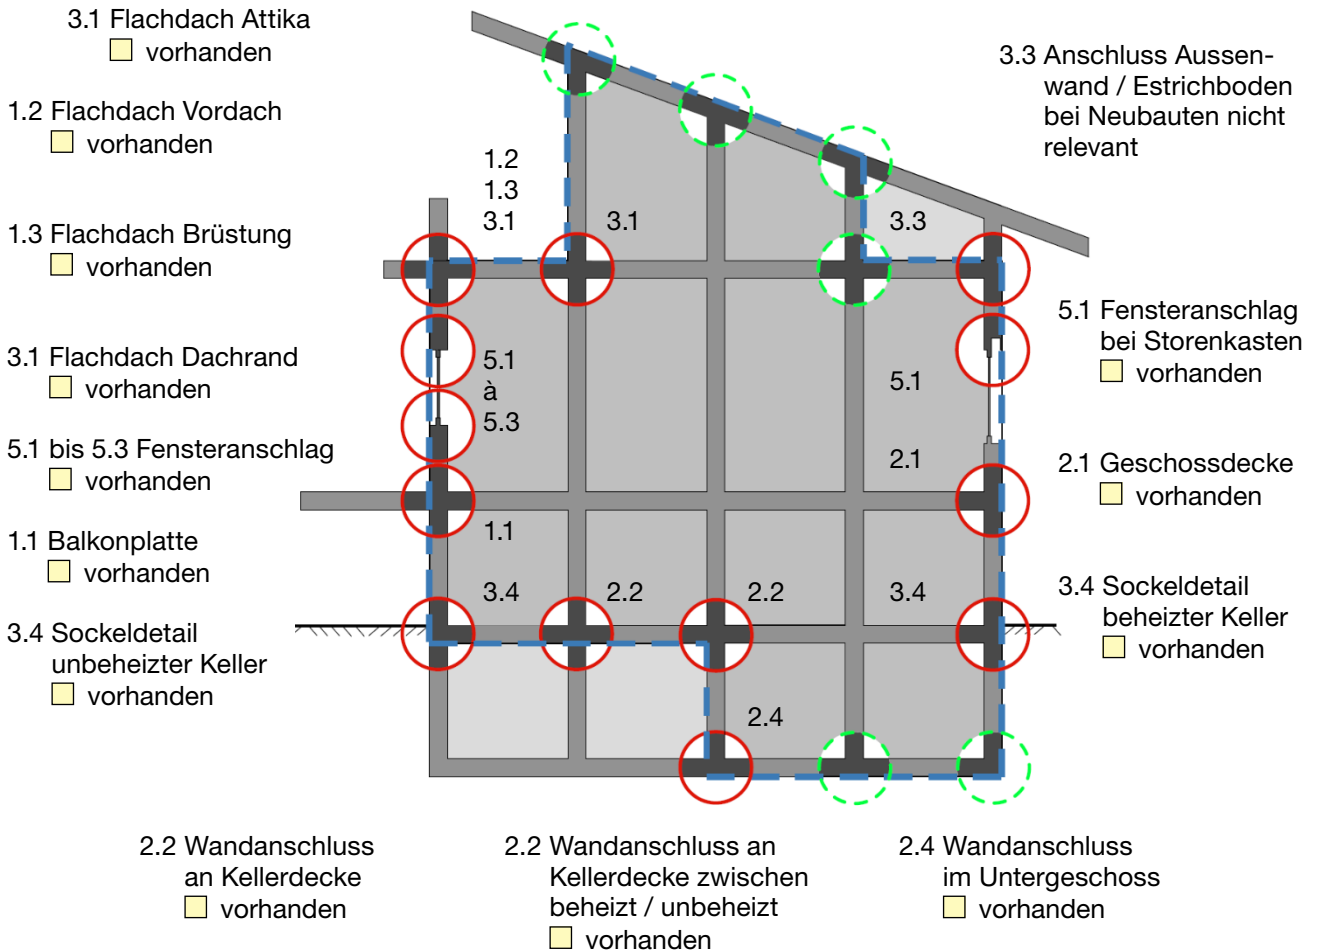 3.1 Flachdach Attika
vorhanden
1.2 Flachdach Vordach
vorhanden
1.3 Flachdach Brüstung
vorhanden
3.1 Flachdach Dachrand
vorhanden
5.1 bis 5.3 Fensteranschlag
vorhanden
1.1 Balkonplatte
vorhanden
3.4 Sockeldetail
unbeheizter Keller
vorhanden
1.2
1.3
3.1
3.1
3.3
5.1
à
5.3
5.1
2.1
1.1
3.4
2.2
2.2
3.4
2.4
3.3 Anschluss Aussen-
wand / Estrichboden
bei Neubauten nicht
relevant
5.1 Fensteranschlag
bei Storenkasten
vorhanden
2.1 Geschossdecke
vorhanden
3.4 Sockeldetail
beheizter Keller
vorhanden
2.2 Wandanschluss
an Kellerdecke
vorhanden
2.2 Wandanschluss an
Kellerdecke zwischen
beheizt / unbeheizt
vorhanden
2.4 Wandanschluss
im Untergeschoss
vorhanden